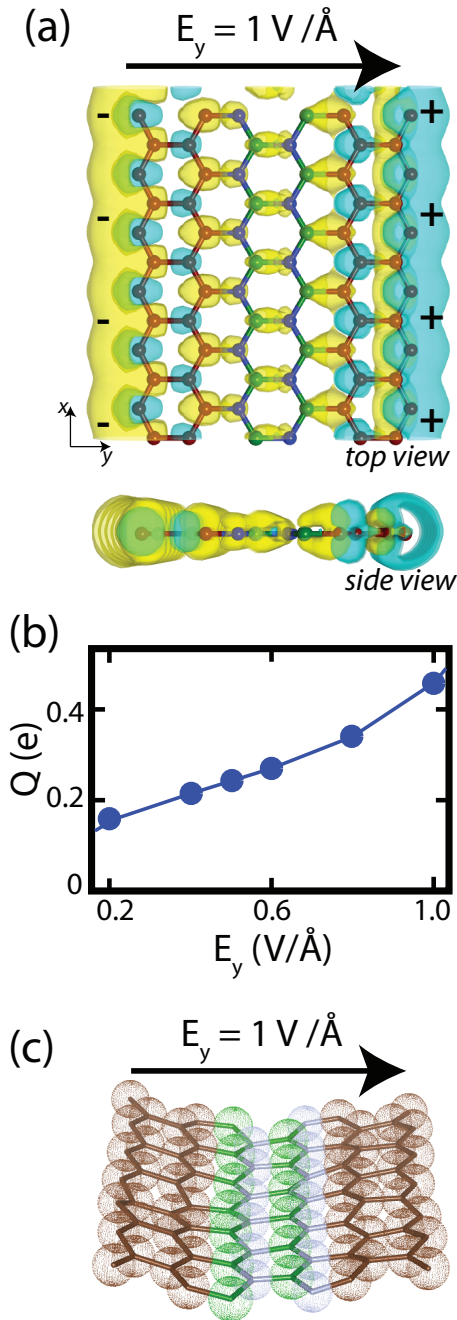 (a)
E_y = 1 V /Å
- +
- +
- +
- +
x
y
top view
side view
(b)
Q (e)
0.4
0.2
0
0.2 0.6 1.0
E_y (V/Å)
(c)
E_y = 1 V /Å